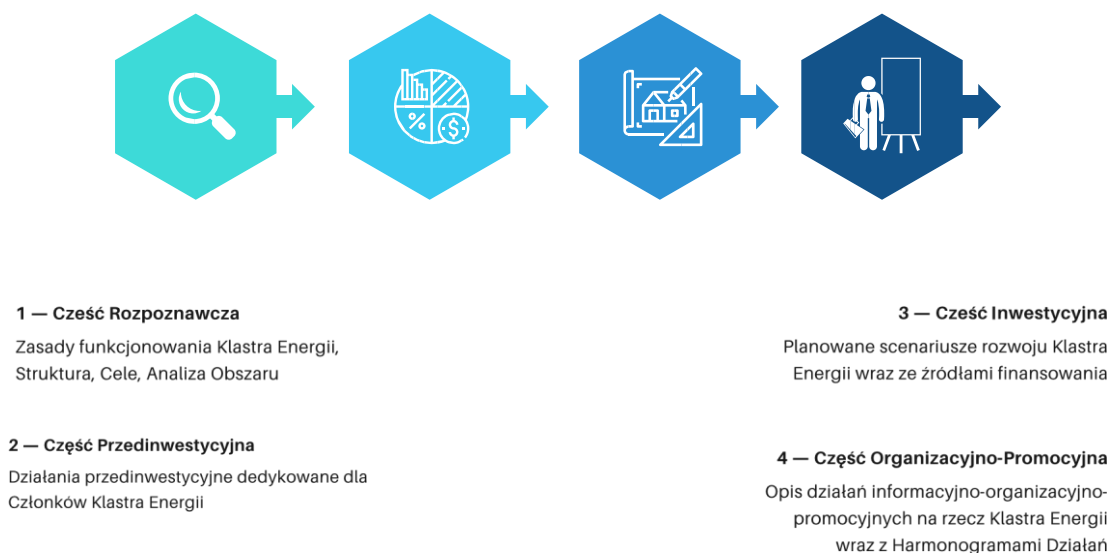 1 — Cześć Rozpoznawcza
Zasady funkcjonowania Klastra Energii,
Struktura, Cele, Analiza Obszaru
2 — Część Przedinwestycyjna
Działania przedinwestycyjne dedykowane dla
Członków Klastra Energii
3 — Cześć Inwestycyjna
Planowane scenariusze rozwoju Klastra
Energii wraz ze źródłami finansowania
4 — Część Organizacyjno-Promocyjna
Opis działań informacyjno-organizacyjno-
promocyjnych na rzecz Klastra Energii
wraz z Harmonogramami Działań